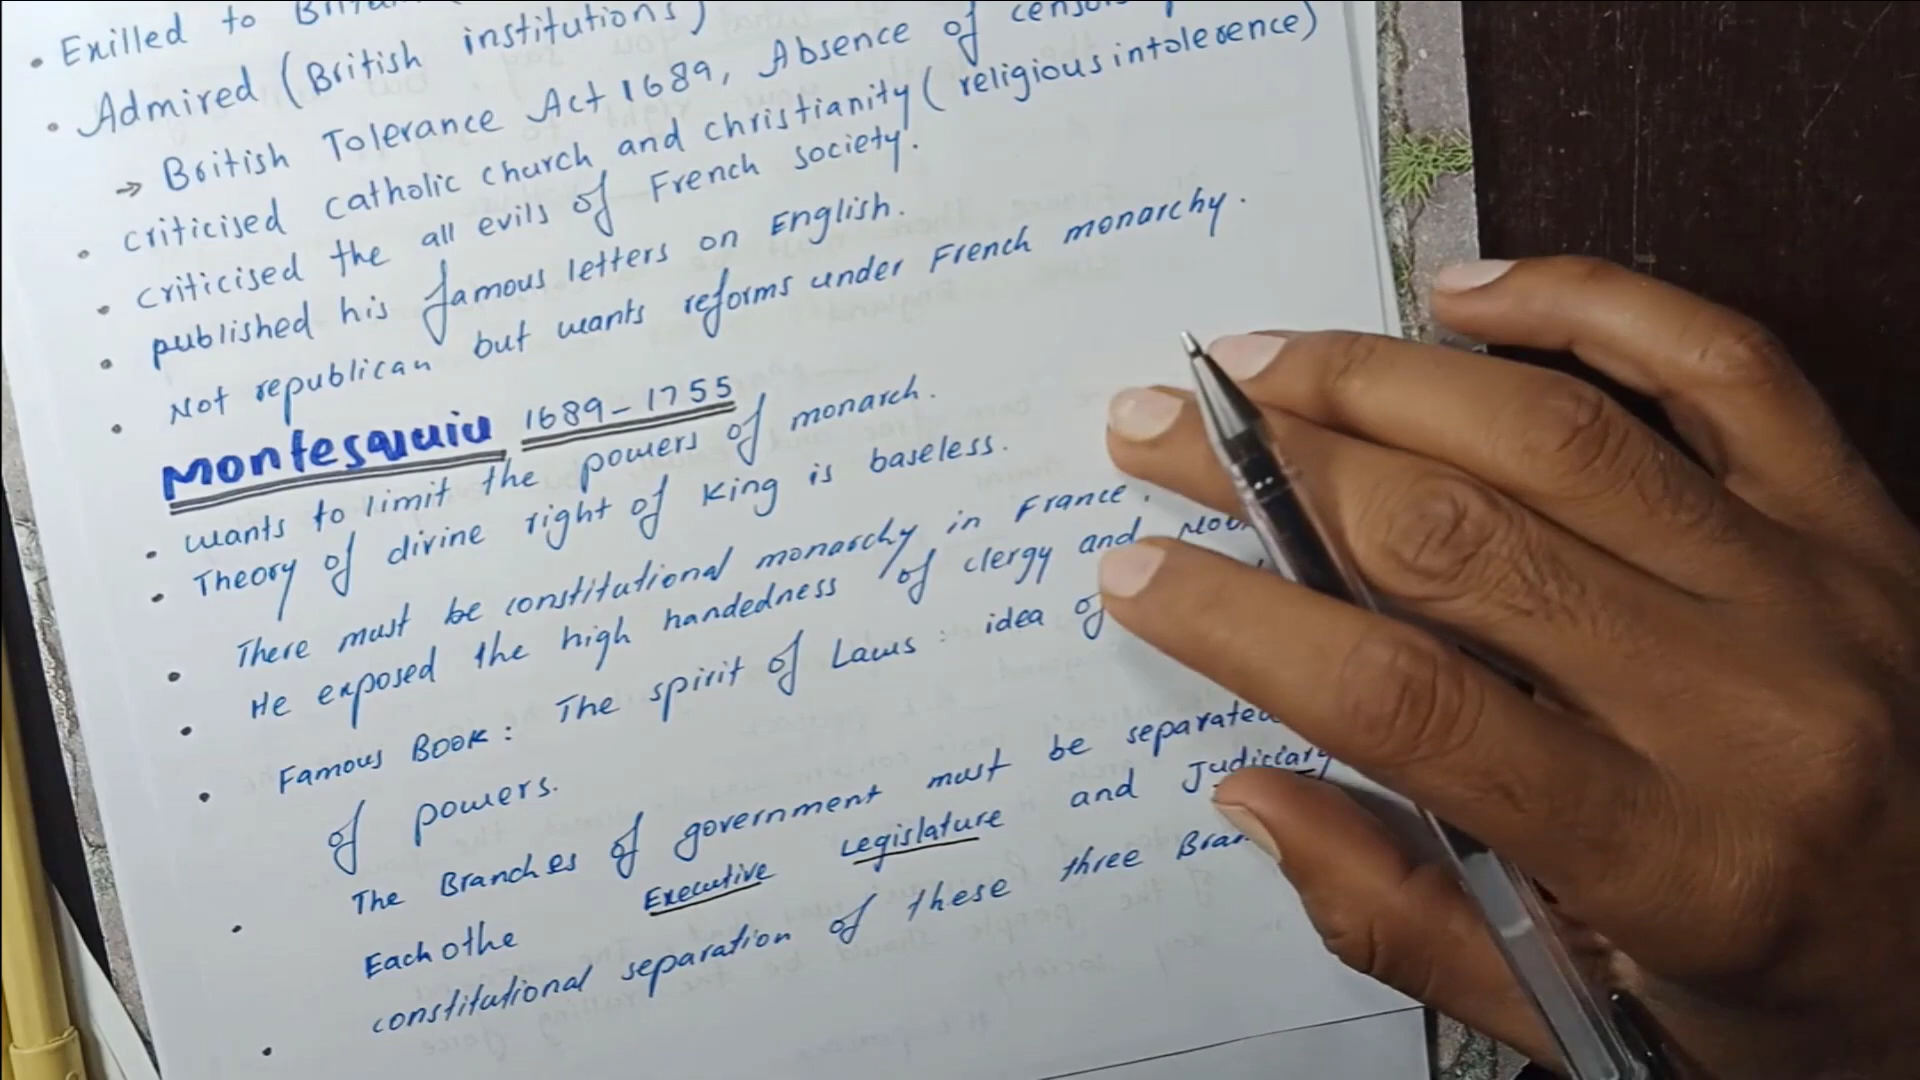 Exilled to
Admired (British institutions)
→ British Tolerance Act 1689, Absence of
criticised catholic church and christianity (religious intolerence)
criticised the all evils of French society.
published his famous letters on English.
Not republican but wants reforms under French monarchy.
Montesquiu 1689-1755
wants to limit the powers of monarch.
Theory of divine right of King is baseless.
There must be constitutional monarchy in France.
He exposed the high handedness of clergy and
Famous Book: The spirit of Laws: idea of
of powers.
The Branches of government must be separated
Each othe Executive Legislature and Judiciary
constitutional separation of these three